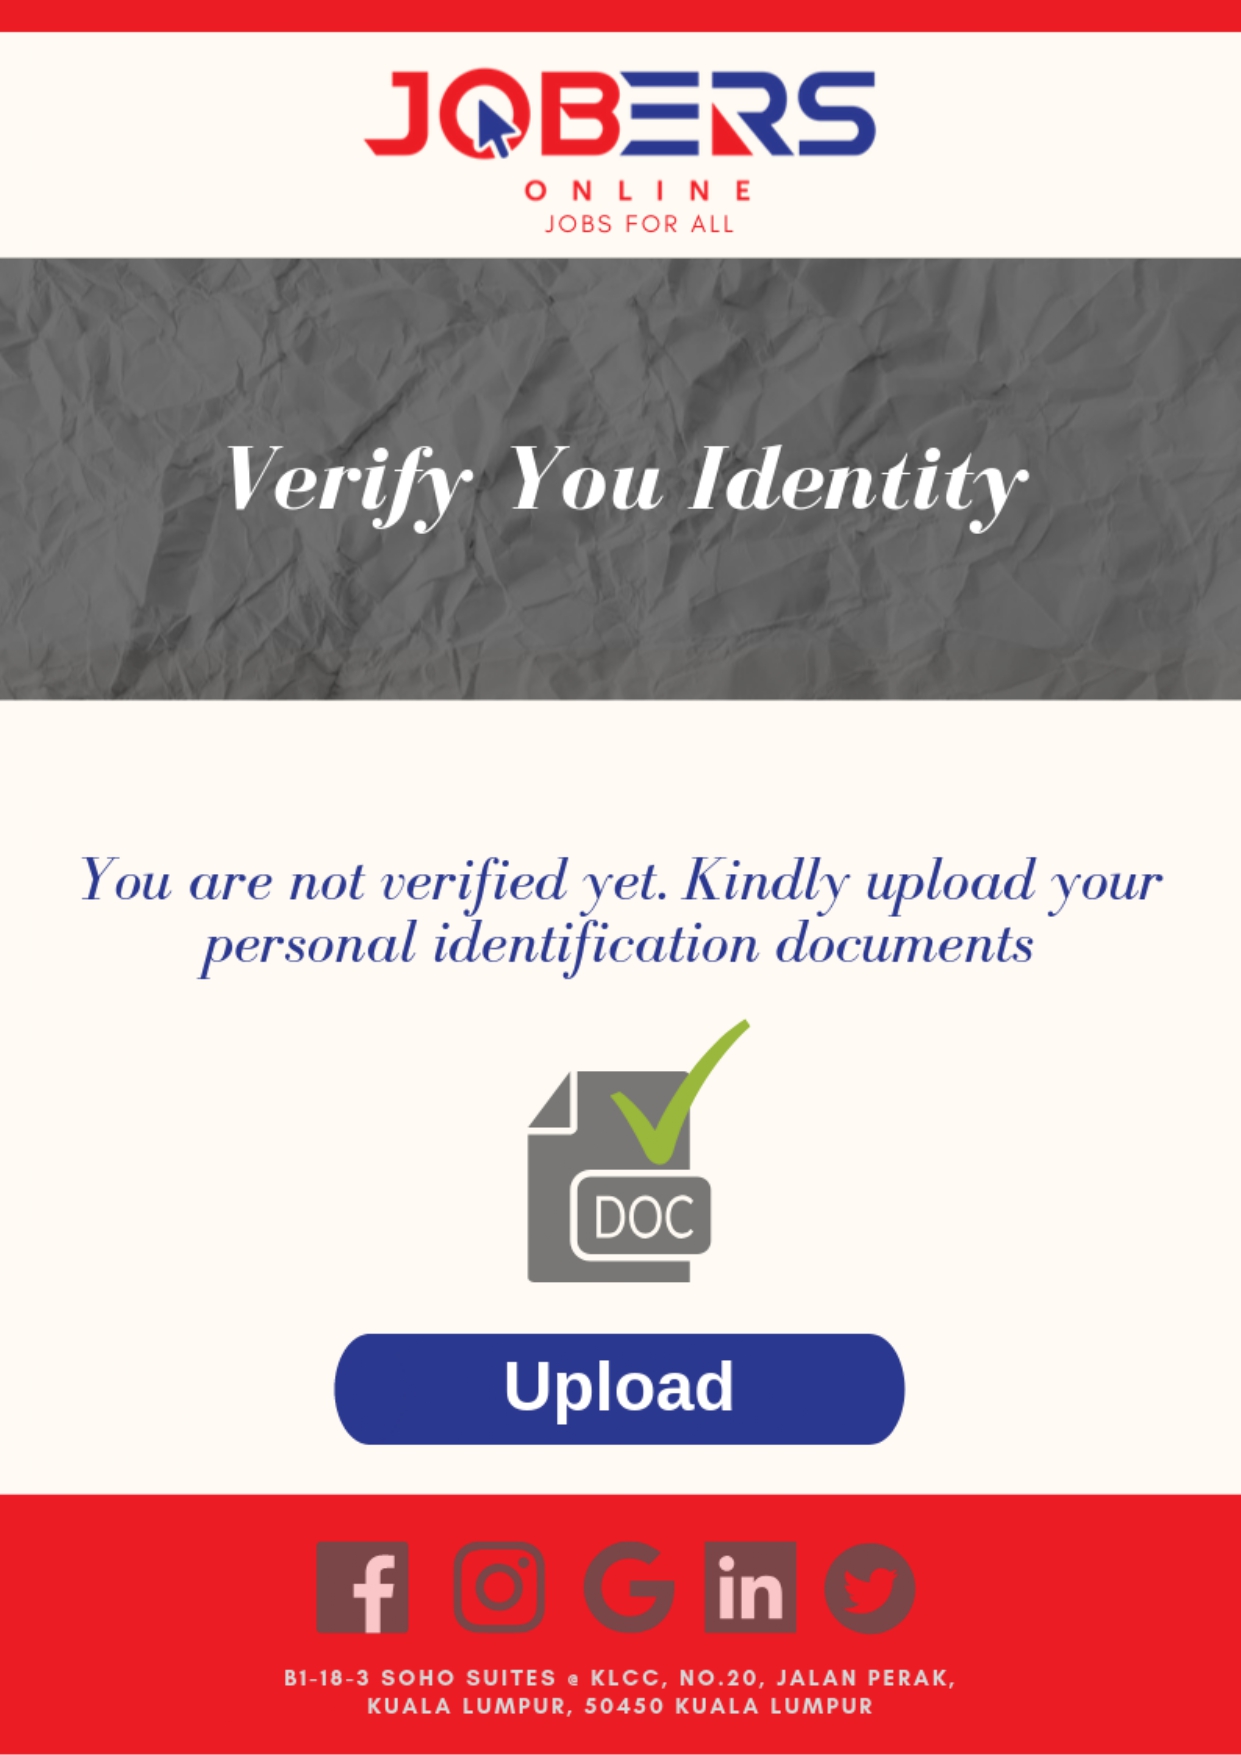 JOBERS
ONLINE
JOBS FOR ALL
Verify You Identity
You are not verified yet. Kindly upload your
personal identification documents
DOC
Upload
B1-18-3 SOHO SUITES @ KLCC, NO.20, JALAN PERAK,
KUALA LUMPUR, 50450 KUALA LUMPUR